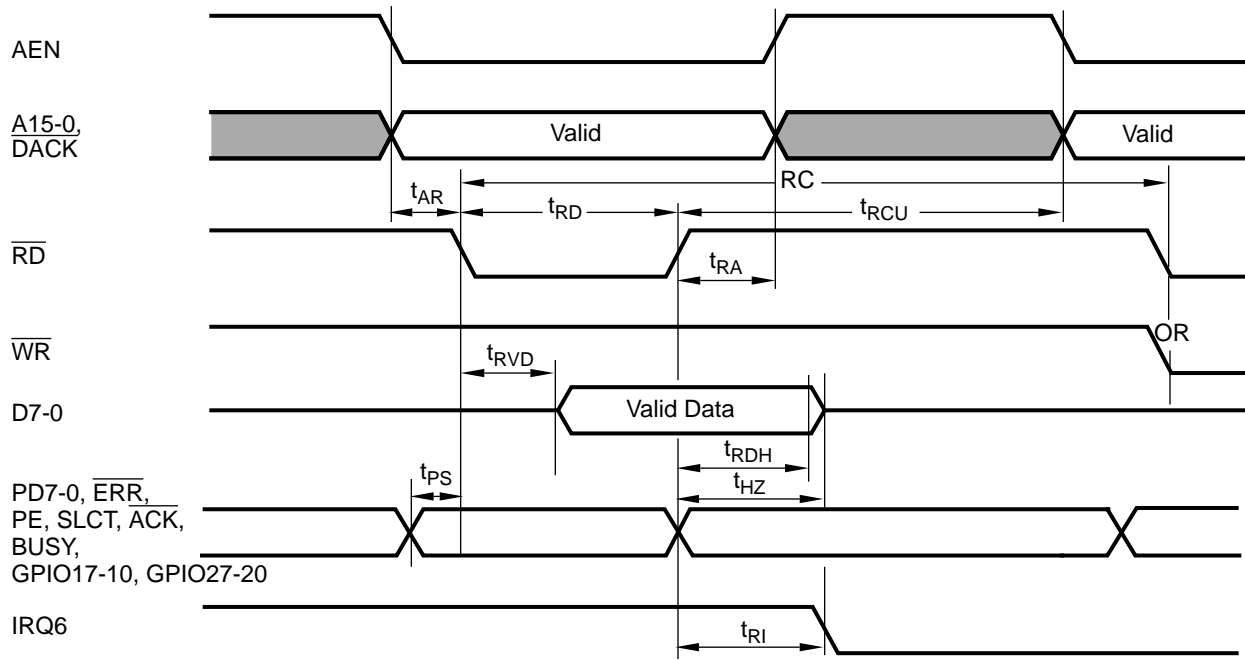 AEN
A15-0,
DACK
Valid
Valid
RC
tAR
tRD
tRCU
RD
tRA
WR
OR
tRVD
D7-0
Valid Data
tRDH
tHZ
tPS
PD7-0, ERR,
PE, SLCT, ACK,
BUSY,
GPIO17-10, GPIO27-20
IRQ6
tRI